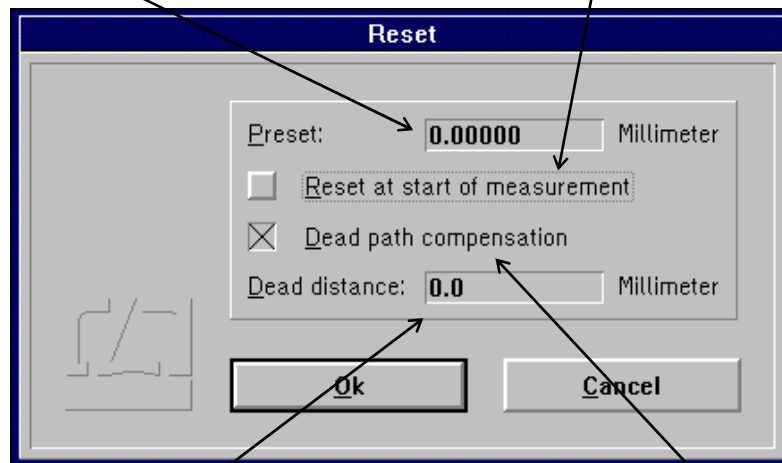 Reset
Preset: 0.00000 Millimeter
Reset at start of measurement
Dead path compensation
Dead distance: 0.0 Millimeter
Ok Cancel